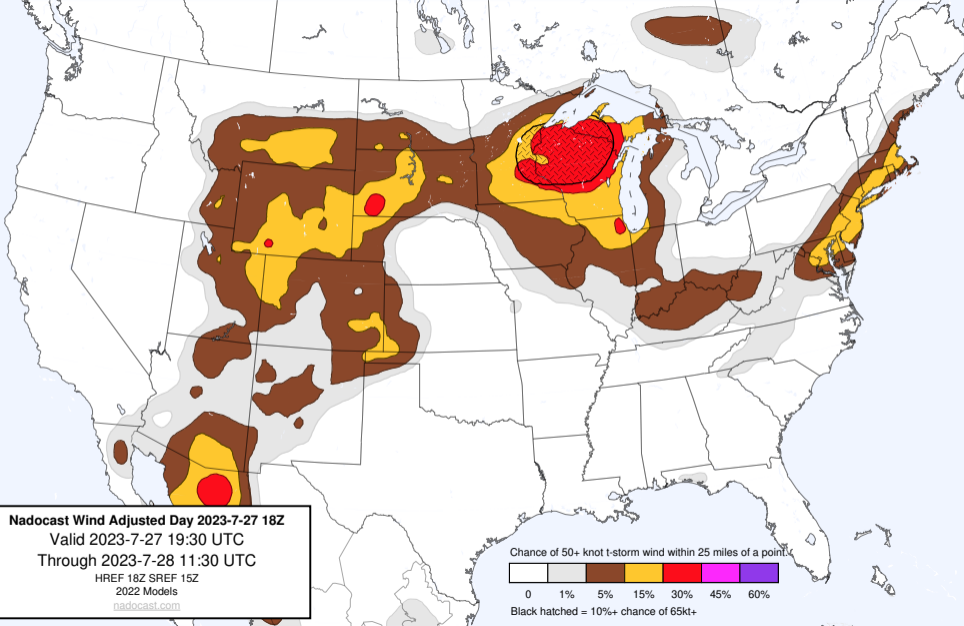 Nadocast Wind Adjusted Day 2023-7-27 18Z
Valid 2023-7-27 19:30 UTC
Through 2023-7-28 11:30 UTC
HREF 18Z SREF 15Z
2022 Models
nadocast.com
Chance of 50+ knot t-storm wind within 25 miles of a point.
0 1% 5% 15% 30% 45% 60%
Black hatched = 10%+ chance of 65kt+